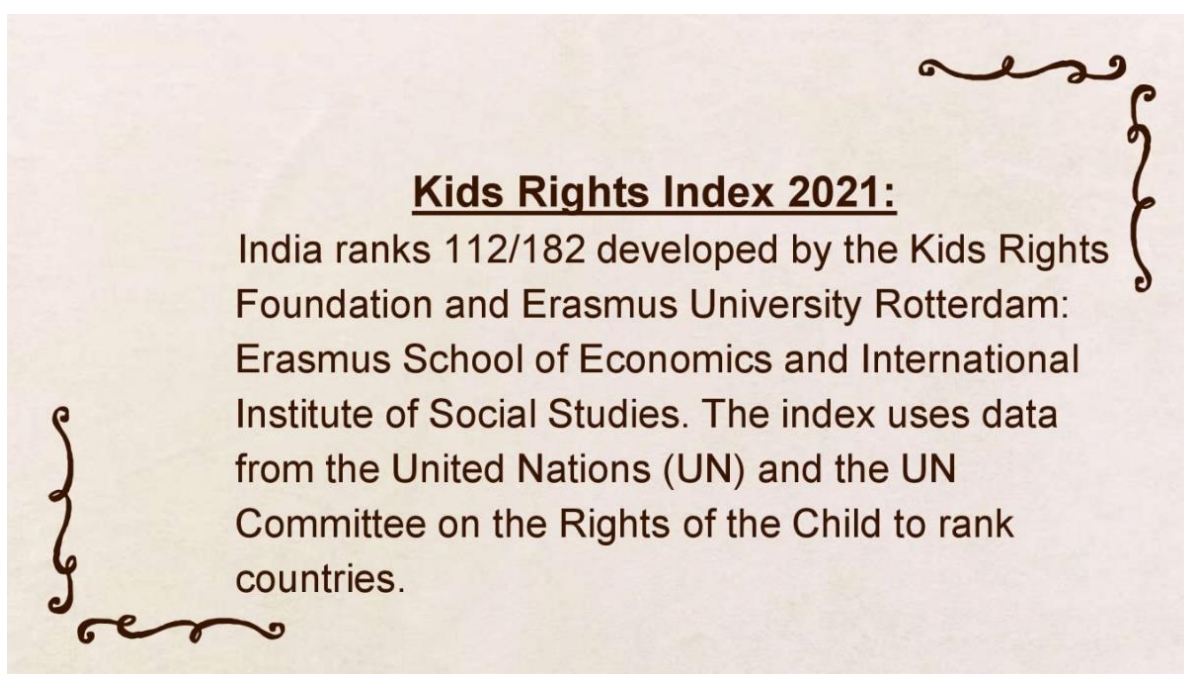 Kids Rights Index 2021:
India ranks 112/182 developed by the Kids Rights
Foundation and Erasmus University Rotterdam:
Erasmus School of Economics and International
Institute of Social Studies. The index uses data
from the United Nations (UN) and the UN
Committee on the Rights of the Child to rank
countries.